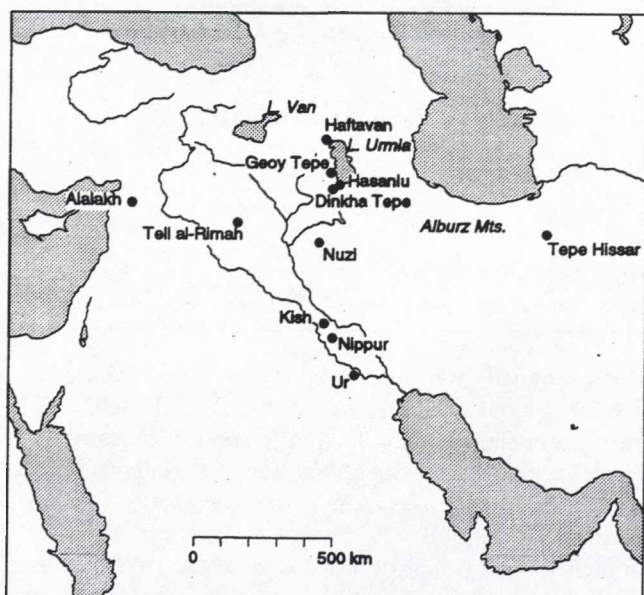 L. Van
Haftavan
L. Urmia
Geoy Tepe
Hasanlu
Alalakh
Dinkha Tepe
Tell al-Rimah
Alburz Mts.
Nuzi
Tepe Hissar
Kish
Nippur
Ur
0 500 km